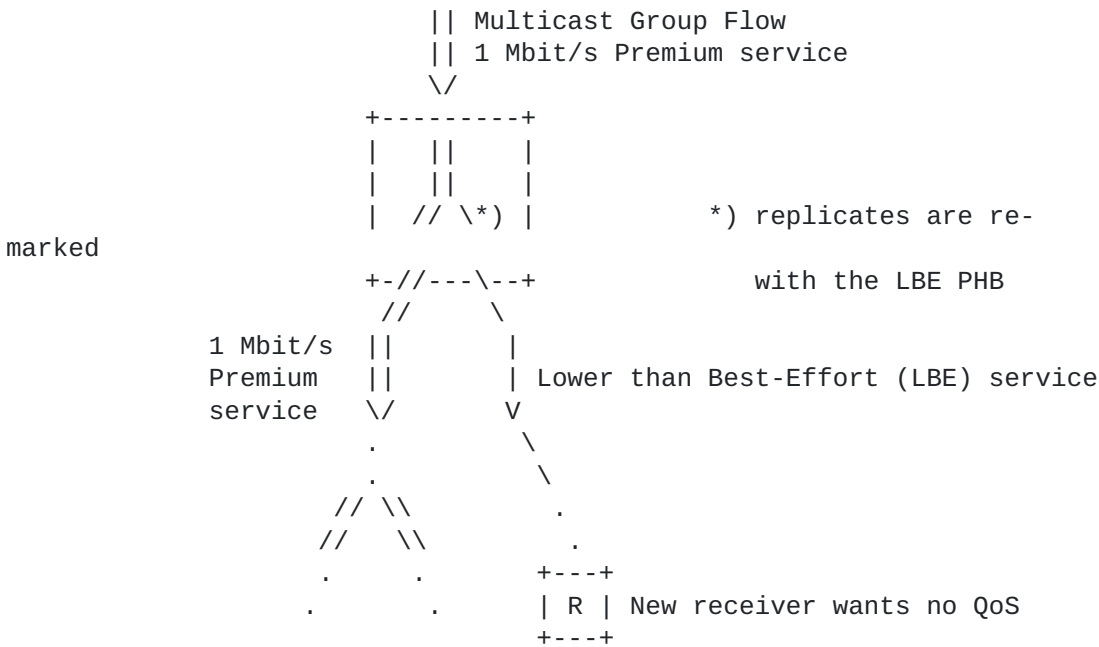 || Multicast Group Flow
|| 1 Mbit/s Premium service
\/
+---------+
|   ||    |
|   ||    |
|  // \*) |           *) replicates are re-
marked
+-//---\--+              with the LBE PHB
//     \
1 Mbit/s  ||       |
Premium   ||       | Lower than Best-Effort (LBE) service
service   \/       V
.         \
.          \
// \\         .
//   \\         .
.     .       +---+
.       .      | R | New receiver wants no QoS
+---+